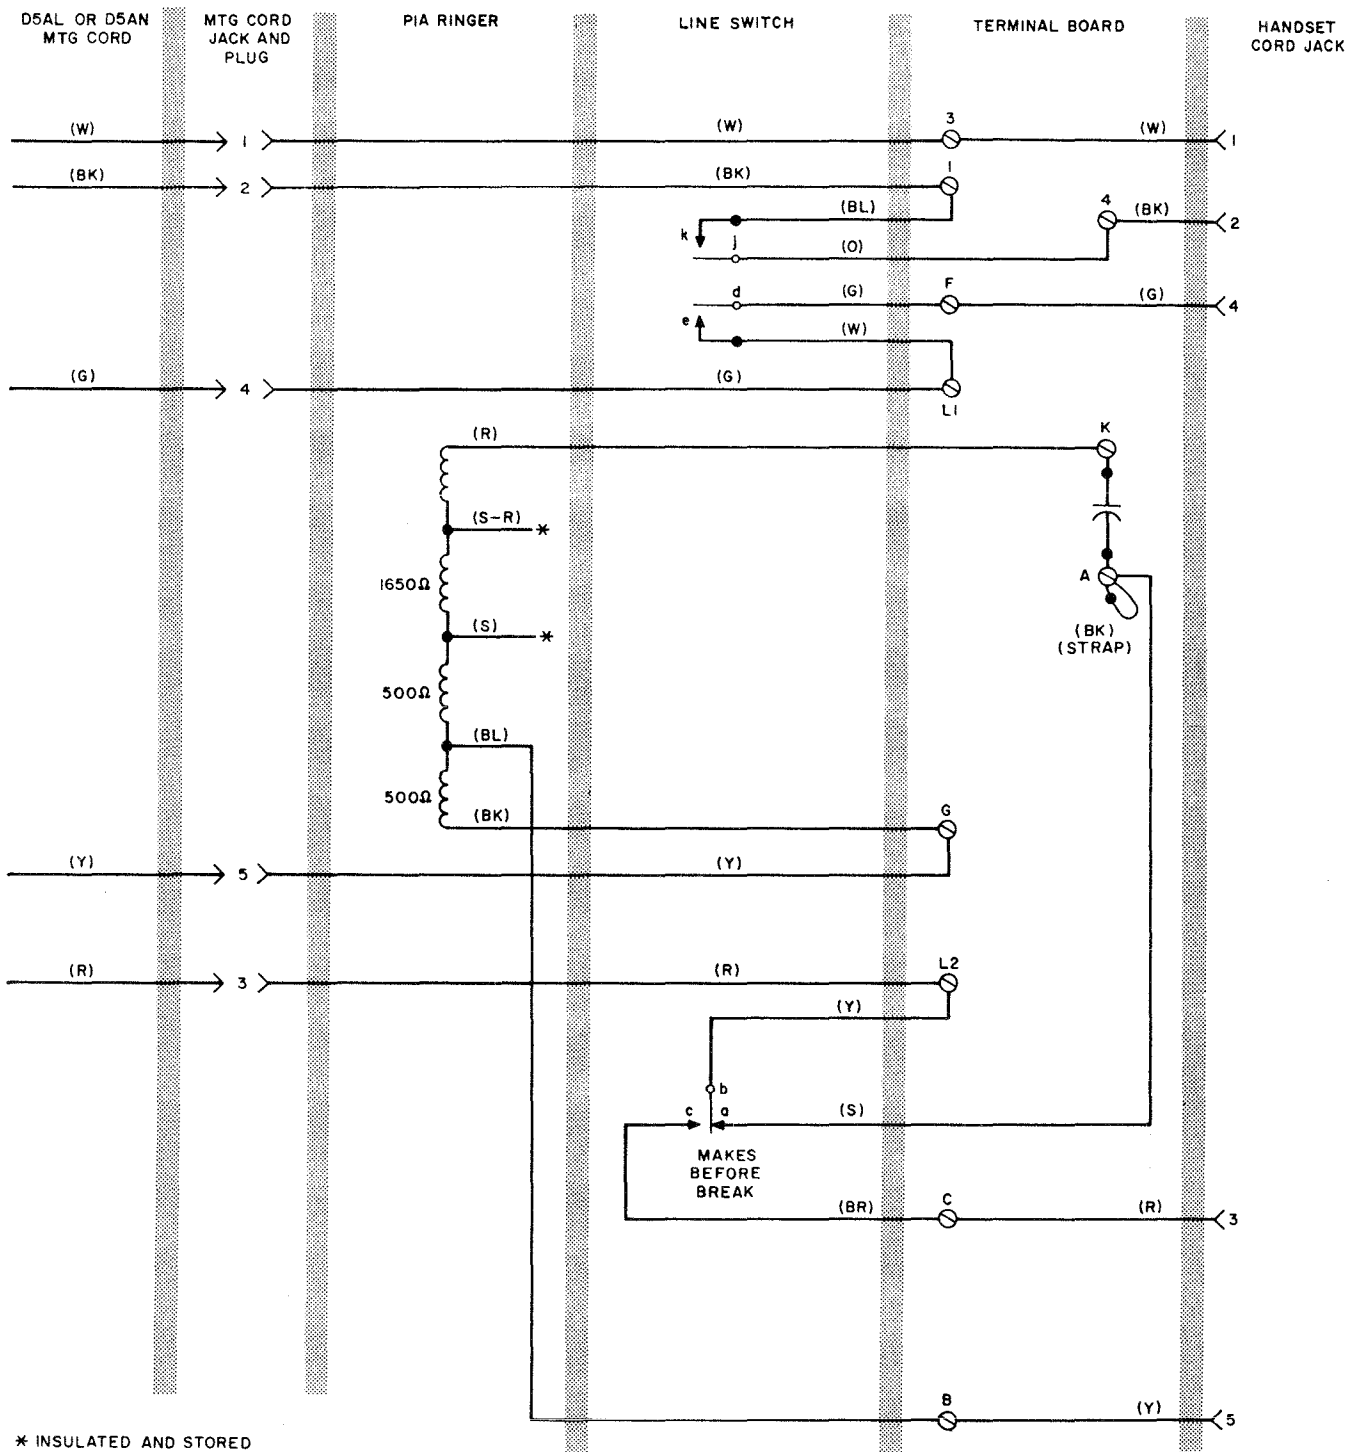 D5AL OR D5AN
MTG CORD
MTG CORD
JACK AND
PLUG
PIA RINGER
LINE SWITCH
TERMINAL BOARD
HANDSET
CORD JACK
(W)
1
(W)
3
(W)
1
(BK)
2
(BK)
1
(BL)
4
(BK)
2
k
j
(O)
d
(G)
F
(G)
4
e
(W)
(G)
4
(G)
L1
(R)
K
(S-R)
*
1650Ω
A
(S)
*
(BK)
(STRAP)
500Ω
(BL)
500Ω
(BK)
G
(Y)
5
(Y)
(R)
3
(R)
L2
(Y)
b
c
a
(S)
MAKES
BEFORE
BREAK
(BR)
C
(R)
3
B
(Y)
5
* INSULATED AND STORED